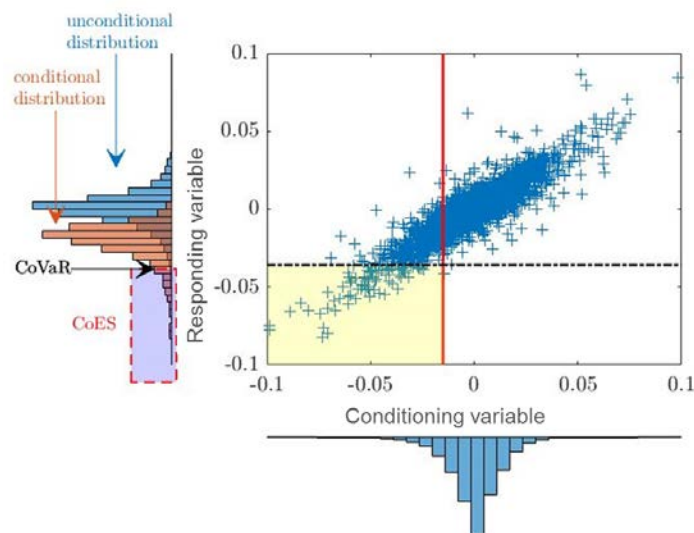 unconditional
distribution
conditional
distribution
CoVaR
CoES
Responding variable
0.1
0.05
0
-0.05
-0.1
-0.1
-0.05
0
0.05
0.1
Conditioning variable